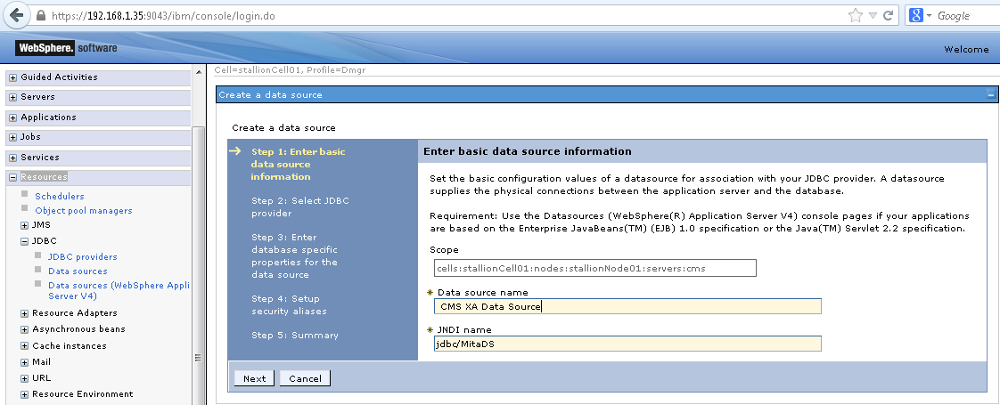 https://192.168.1.35:9043/ibm/console/login.do
Google
WebSphere. software
Welcome
Guided Activities
Servers
Applications
Jobs
Services
Resources
Schedulers
Object pool managers
JMS
JDBC
JDBC providers
Data sources
Data sources (WebSphere Appli
Server V4)
Resource Adapters
Asynchronous beans
Cache instances
Mail
URL
Resource Environment
Cell=stallionCell01, Profile=Dmgr
Create a data source
Create a data source
Step 1: Enter basic
data source
information
Step 2: Select JDBC
provider
Step 3: Enter
database specific
properties for the
data source
Step 4: Setup
security aliases
Step 5: Summary
Enter basic data source information
Set the basic configuration values of a datasource for association with your JDBC provider. A datasource
supplies the physical connections between the application server and the database.
Requirement: Use the Datasources (WebSphere(R) Application Server V4) console pages if your applications
are based on the Enterprise JavaBeans(TM) (EJB) 1.0 specification or the Java(TM) Servlet 2.2 specification.
Scope
cells:stallionCell01:nodes:stallionNode01:servers:cms
Data source name
CMS XA Data Source
JNDI name
jdbc/MitaDS
Next
Cancel